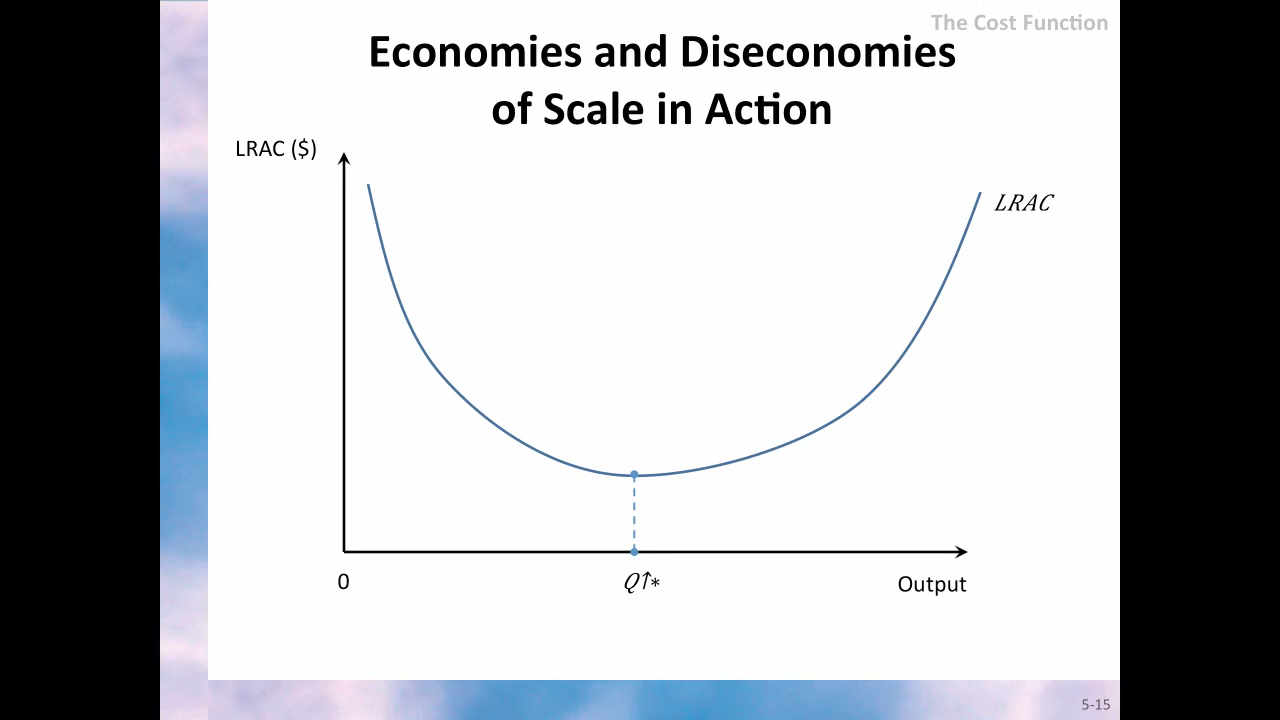 The Cost Function
Economies and Diseconomies
of Scale in Action
LRAC ($)
LRAC
0
Q↑*
Output
5-15